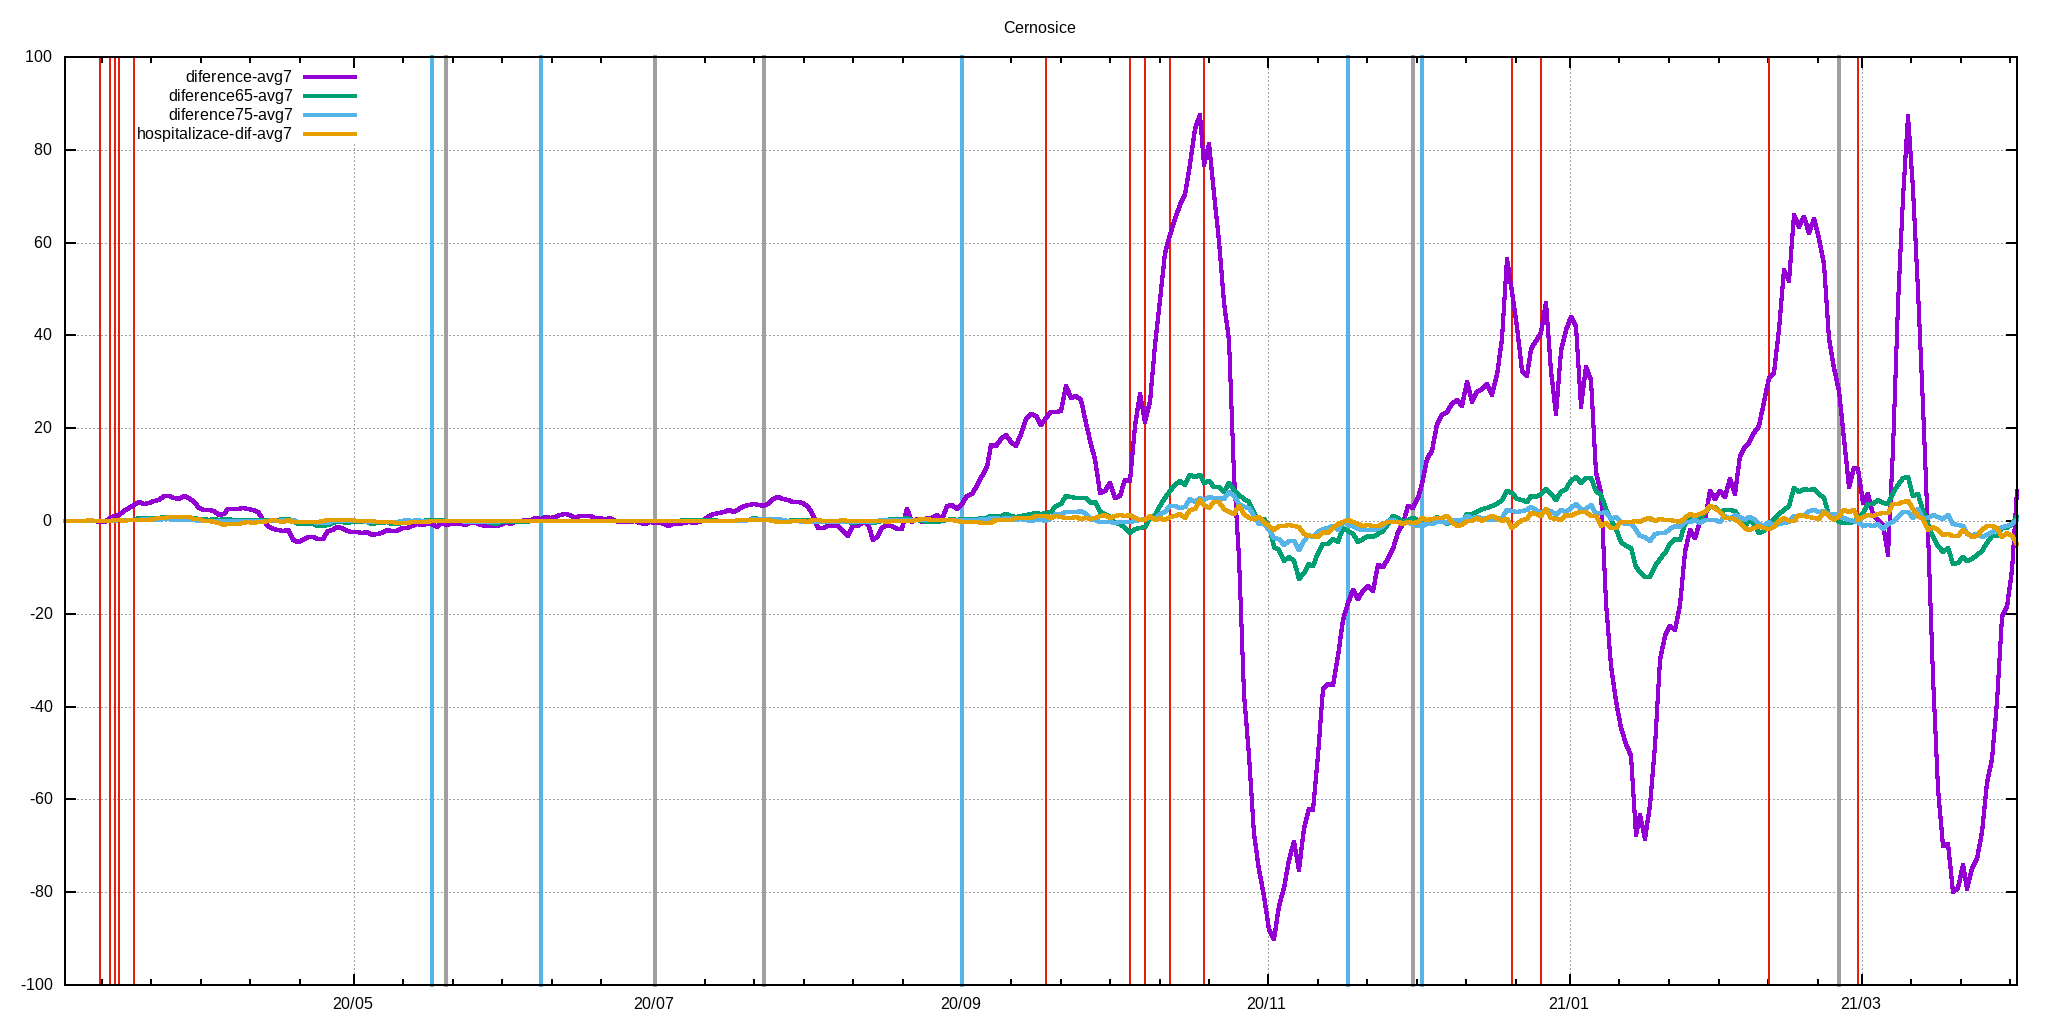 Cernosice
100
80
60
40
20
0
-20
-40
-60
-80
-100
diference-avg7
diference65-avg7
diference75-avg7
hospitalizace-dif-avg7
20/05 20/07 20/09 20/11 21/01 21/03